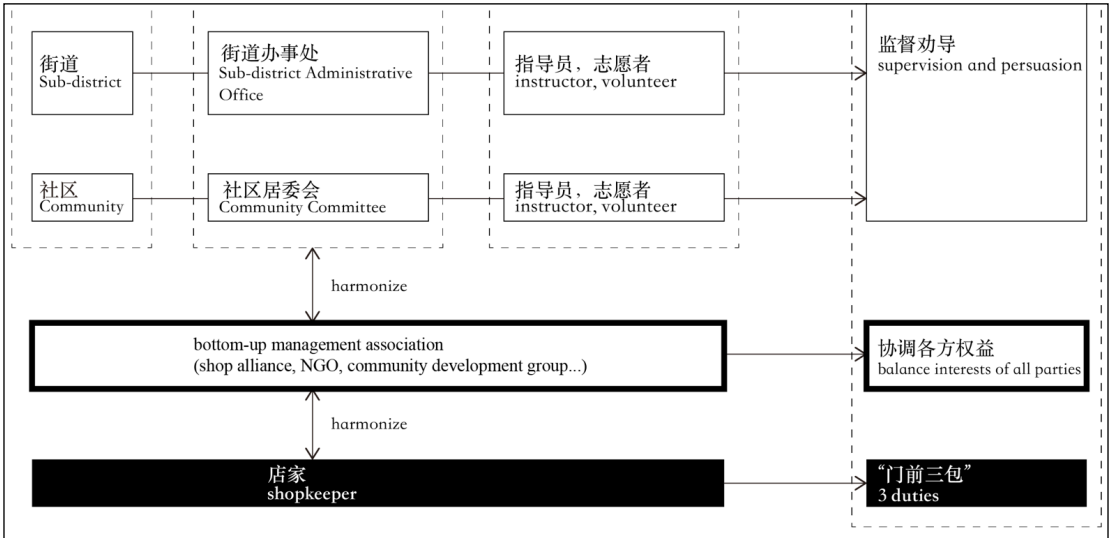 街道
Sub-district
街道办事处
Sub-district Administrative
Office
指导员，志愿者
instructor, volunteer
监督劝导
supervision and persuasion
社区
Community
社区居委会
Community Committee
指导员，志愿者
instructor, volunteer
harmonize
bottom-up management association
(shop alliance, NGO, community development group...)
协调各方权益
balance interests of all parties
harmonize
店家
shopkeeper
“门前三包”
3 duties